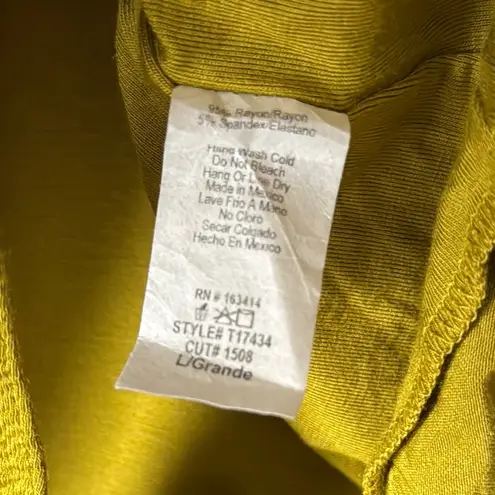 95% Rayon/Rayon
5% Spandex/Elastano
Hand Wash Cold
Do Not Bleach
Hang Or Line Dry
Made in Mexico
Lave Frio A Mano
No Cloro
Secar Colgado
Hecho En Mexico
RN # 163414
STYLE# T17434
CUT# 1508
L/Grande